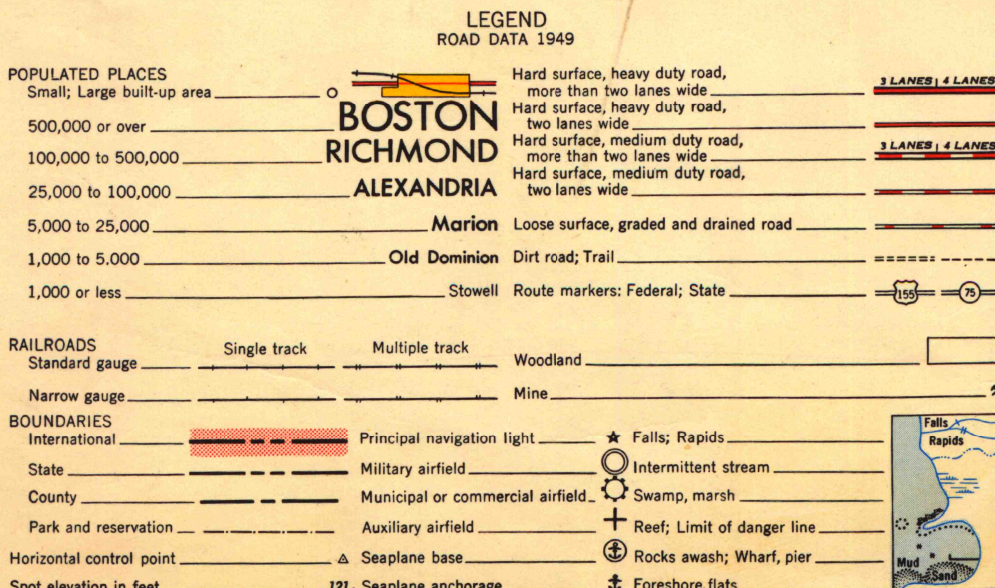 LEGEND
ROAD DATA 1949
POPULATED PLACES
Small; Large built-up area
500,000 or over BOSTON
100,000 to 500,000 RICHMOND
25,000 to 100,000 ALEXANDRIA
5,000 to 25,000 Marion
1,000 to 5.000 Old Dominion
1,000 or less Stowell
Hard surface, heavy duty road,
more than two lanes wide 3 LANES | 4 LANES
Hard surface, heavy duty road,
two lanes wide
Hard surface, medium duty road,
more than two lanes wide 3 LANES | 4 LANES
Hard surface, medium duty road,
two lanes wide
Loose surface, graded and drained road
Dirt road; Trail
Route markers: Federal; State 155 75
RAILROADS
Single track Multiple track
Standard gauge
Narrow gauge
Woodland
Mine
BOUNDARIES
International
State
County
Park and reservation
Horizontal control point
Spot elevation in feet 121
Principal navigation light
Military airfield
Municipal or commercial airfield
Auxiliary airfield
Seaplane base
Seaplane anchorage
Falls; Rapids
Intermittent stream
Swamp, marsh
Reef; Limit of danger line
Rocks awash; Wharf, pier
Foreshore flats
Falls
Rapids
Mud
Sand